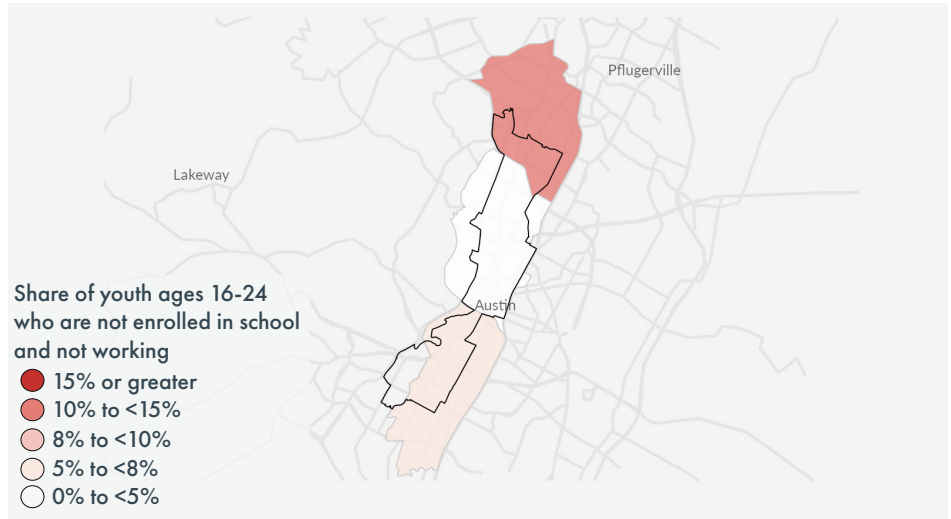 Pflugerville
Lakeway
Austin
Share of youth ages 16-24
who are not enrolled in school
and not working
15% or greater
10% to <15%
8% to <10%
5% to <8%
0% to <5%